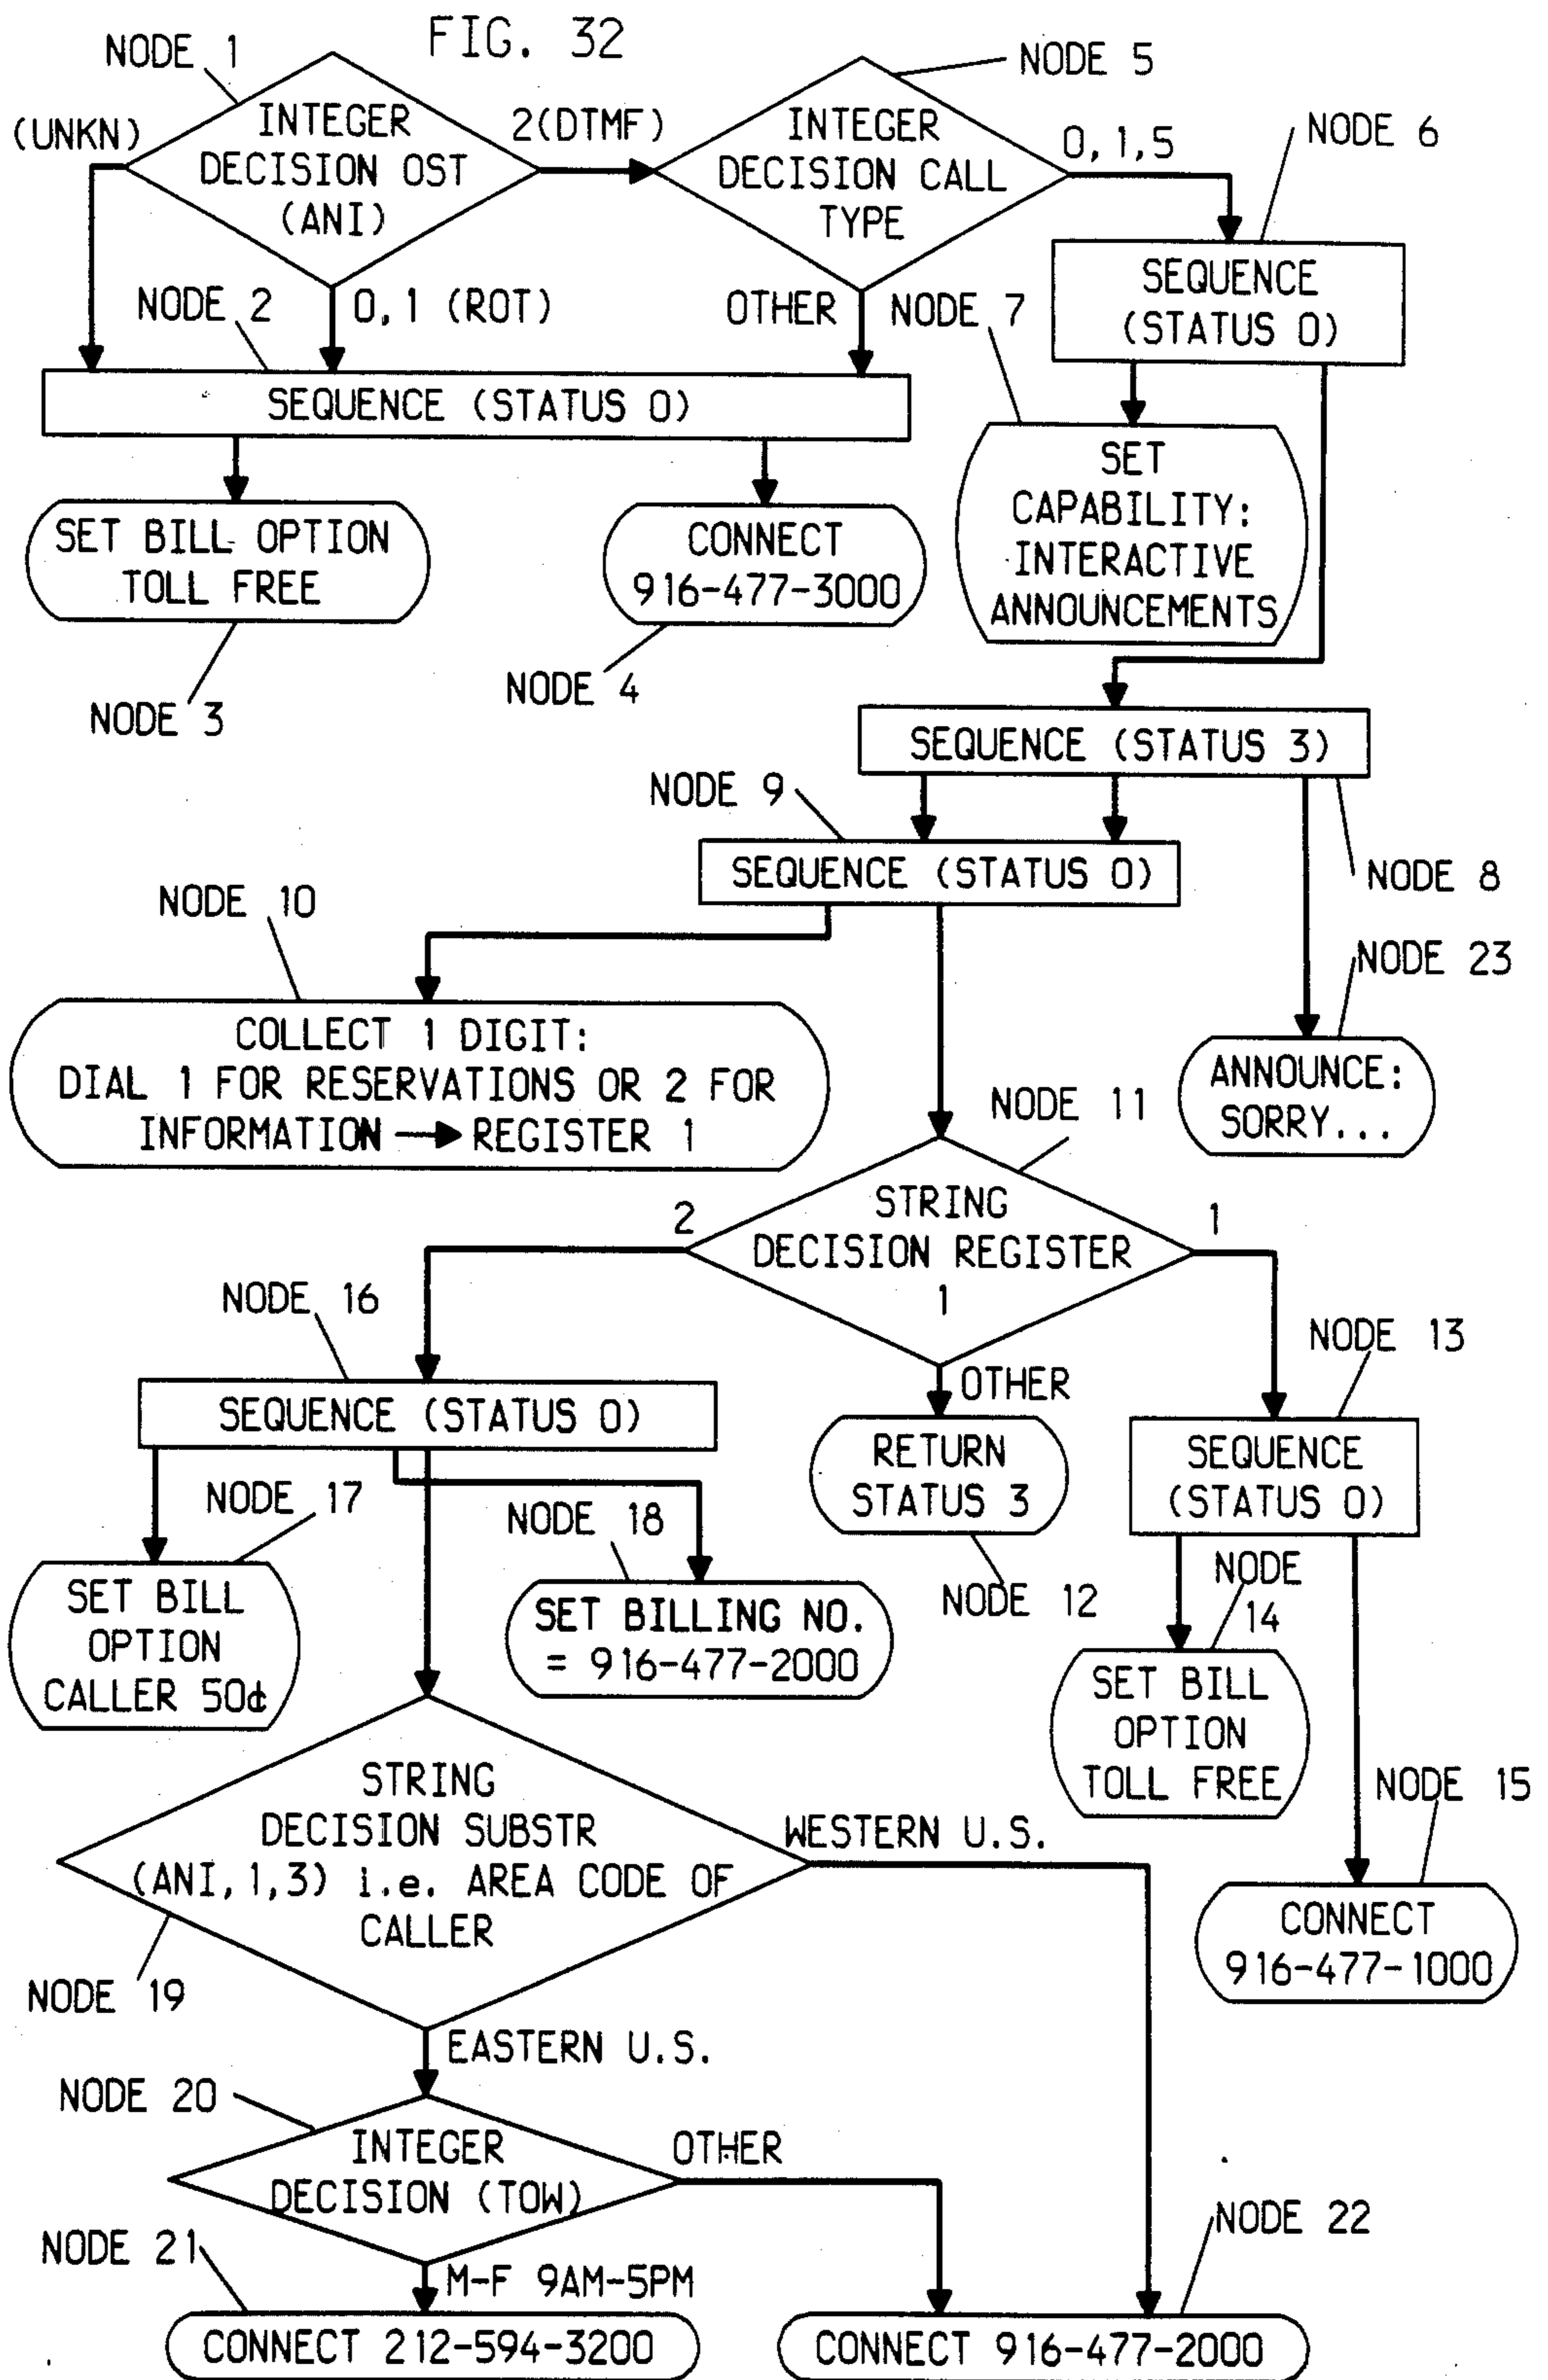 FIG. 32
NODE 1
NODE 5
(UNKN)
INTEGER
DECISION OST
(ANI)
2(DTMF)
INTEGER
DECISION CALL
TYPE
0,1,5
NODE 6
NODE 2
0,1 (ROT)
OTHER
NODE 7
SEQUENCE
(STATUS 0)
SEQUENCE (STATUS 0)
SET BILL OPTION
TOLL FREE
CONNECT
916-477-3000
SET
CAPABILITY:
INTERACTIVE
ANNOUNCEMENTS
NODE 3
NODE 4
SEQUENCE (STATUS 3)
NODE 9
SEQUENCE (STATUS 0)
NODE 8
NODE 10
NODE 23
COLLECT 1 DIGIT:
DIAL 1 FOR RESERVATIONS OR 2 FOR
INFORMATION → REGISTER 1
ANNOUNCE:
SORRY...
NODE 11
2
STRING
DECISION REGISTER
1
1
NODE 16
NODE 13
OTHER
SEQUENCE (STATUS 0)
RETURN
STATUS 3
SEQUENCE
(STATUS 0)
NODE 17
NODE 18
NODE 12
NODE
14
SET BILL
OPTION
CALLER 50¢
SET BILLING NO.
= 916-477-2000
SET BILL
OPTION
TOLL FREE
NODE 15
STRING
DECISION SUBSTR
(ANI,1,3) i.e. AREA CODE OF
CALLER
WESTERN U.S.
CONNECT
916-477-1000
NODE 19
EASTERN U.S.
NODE 20
INTEGER
DECISION (TOW)
OTHER
NODE 21
M-F 9AM-5PM
NODE 22
CONNECT 212-594-3200
CONNECT 916-477-2000